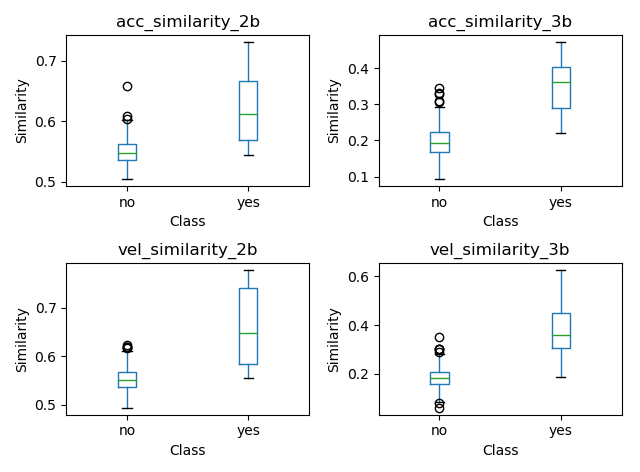 acc_similarity_2b
acc_similarity_3b
0.7
0.6
0.5
Similarity
no
yes
Class
0.4
0.3
0.2
0.1
Similarity
no
yes
Class
vel_similarity_2b
vel_similarity_3b
0.7
0.6
0.5
Similarity
no
yes
Class
0.6
0.4
0.2
Similarity
no
yes
Class